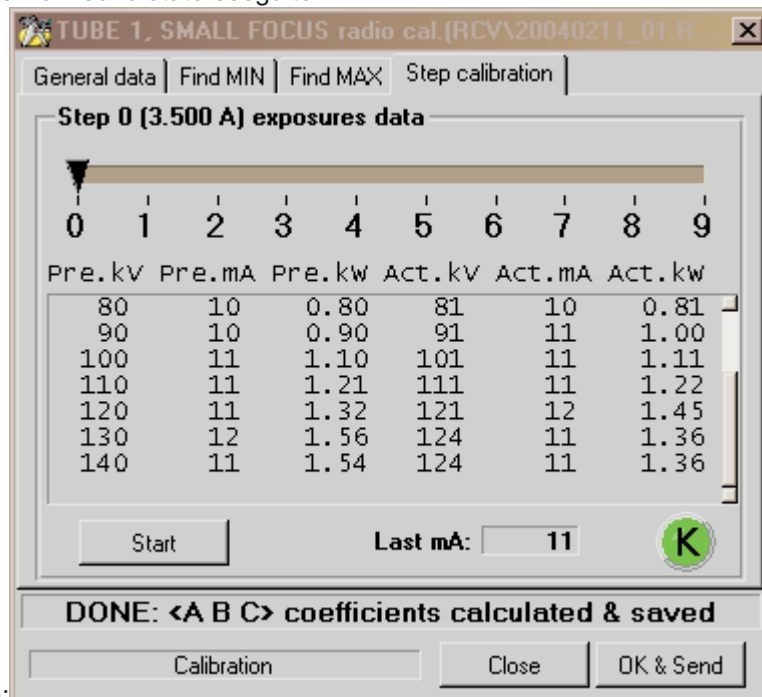 TUBE 1, SMALL FOCUS radio cal.(RCV\20040211_01.R...
General data Find MIN Find MAX Step calibration
Step 0 (3.500 A) exposures data
0 1 2 3 4 5 6 7 8 9
Pre.kV Pre.mA Pre.kW Act.kV Act.mA Act.kW
80 10 0.80 81 10 0.81
90 10 0.90 91 11 1.00
100 11 1.10 101 11 1.11
110 11 1.21 111 11 1.22
120 11 1.32 121 12 1.45
130 12 1.56 124 11 1.36
140 11 1.54 124 11 1.36
Start Last mA: 11 K
DONE: <A B C> coefficients calculated & saved
Calibration Close OK & Send